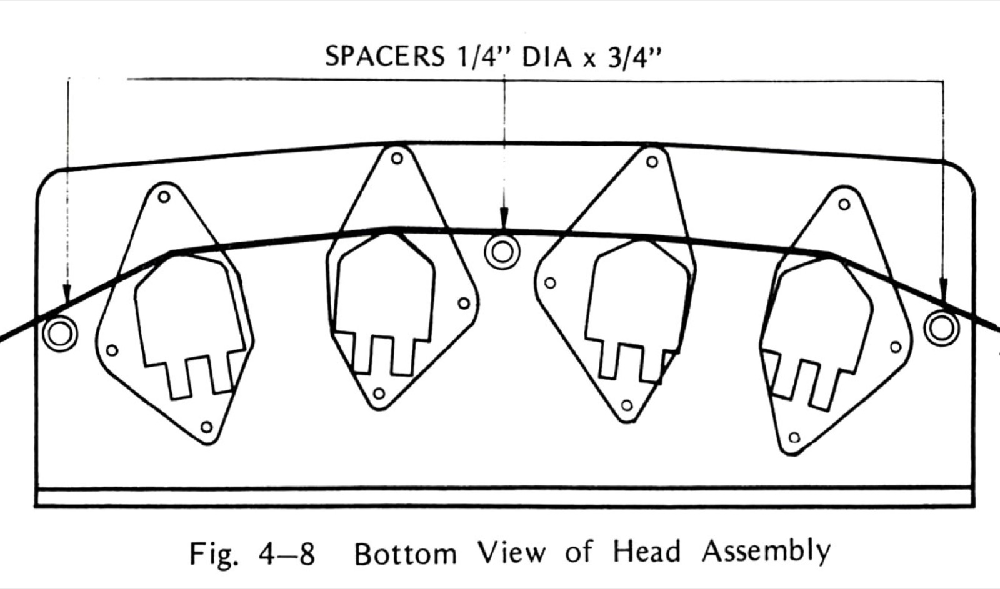 SPACERS 1/4” DIA x 3/4”
Fig. 4—8 Bottom View of Head Assembly